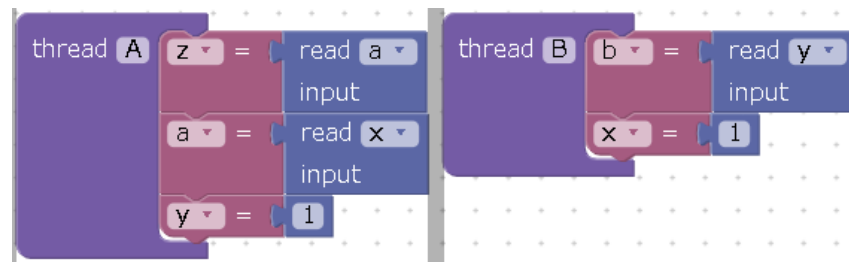 thread A z = read a
input
a = read x
input
y = 1
thread B b = read y
input
x = 1